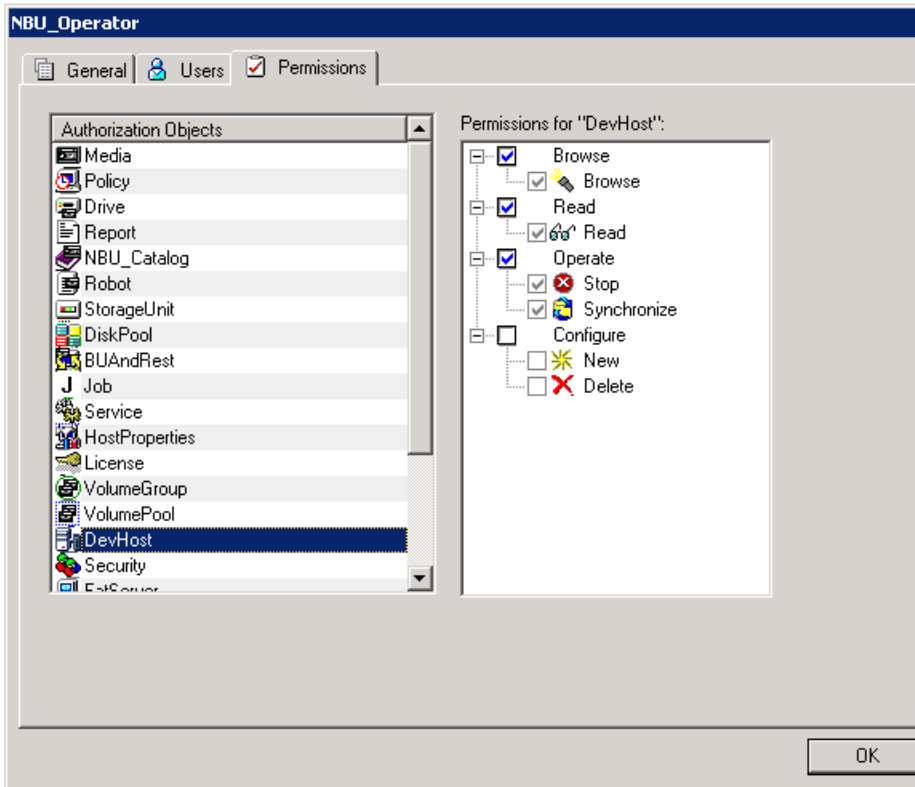 NBU_Operator
General
Users
Permissions
Authorization Objects
Media
Policy
Drive
Report
NBU_Catalog
Robot
StorageUnit
DiskPool
BUAndRest
Job
Service
HostProperties
License
VolumeGroup
VolumePool
DevHost
Security
Permissions for "DevHost":
Browse
Browse
Read
Read
Operate
Stop
Synchronize
Configure
New
Delete
OK